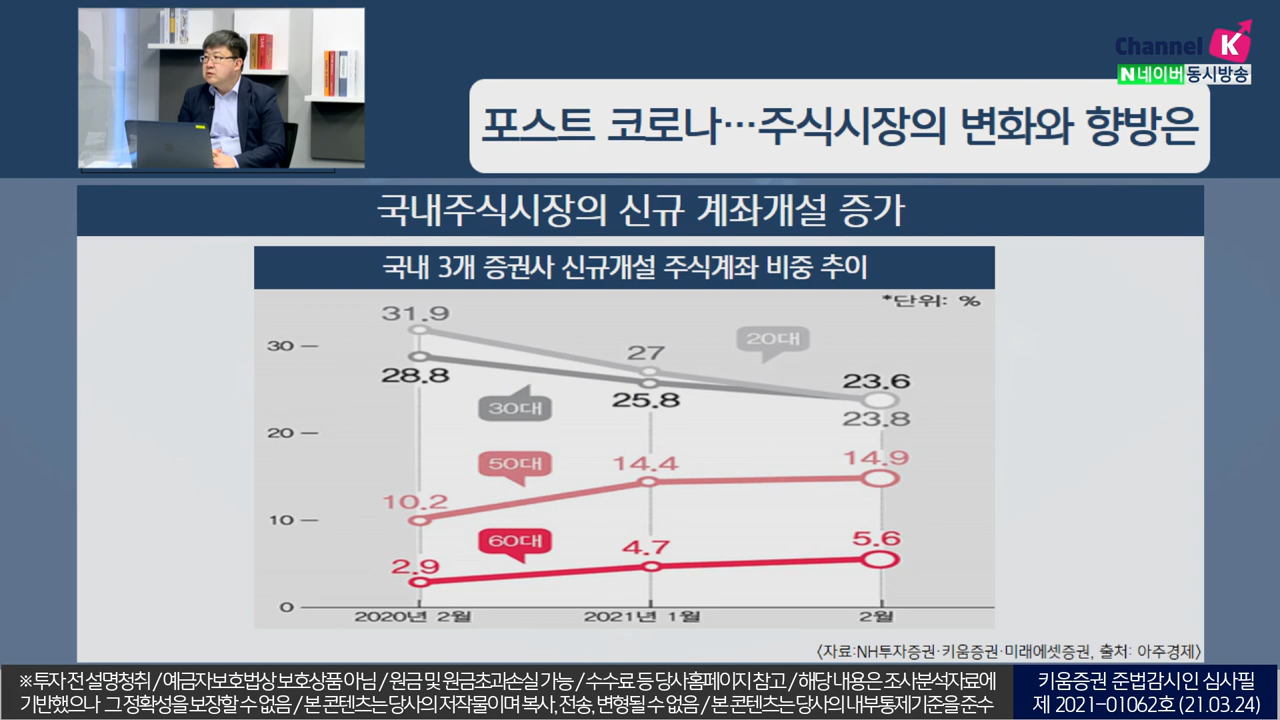 Channel K
N 네이버 동시방송
포스트 코로나…주식시장의 변화와 향방은
국내주식시장의 신규 계좌개설 증가
국내 3개 증권사 신규개설 주식계좌 비중 추이
*단위: %
31.9
30
27
20대
28.8
30대
25.8
23.6
23.8
20
50대
14.4
14.9
10.2
10
60대
4.7
5.6
2.9
0
2020년 2월
2021년 1월
2월
〈자료:NH투자증권·키움증권·미래에셋증권, 출처: 아주경제〉
※투자 전 설명청취 / 예금자보호법상 보호상품 아님 / 원금 및 원금초과손실 가능 / 수수료 등 당사홈페이지 참고 / 해당 내용은 조사분석자료에
기반했으나 그 정확성을 보장할 수 없음 / 본 콘텐츠는 당사의 저작물이며 복사, 전송, 변형될 수 없음 / 본 콘텐츠는 당사의 내부통제기준을 준수
키움증권 준법감시인 심사필
제 2021-01062호 (21.03.24)